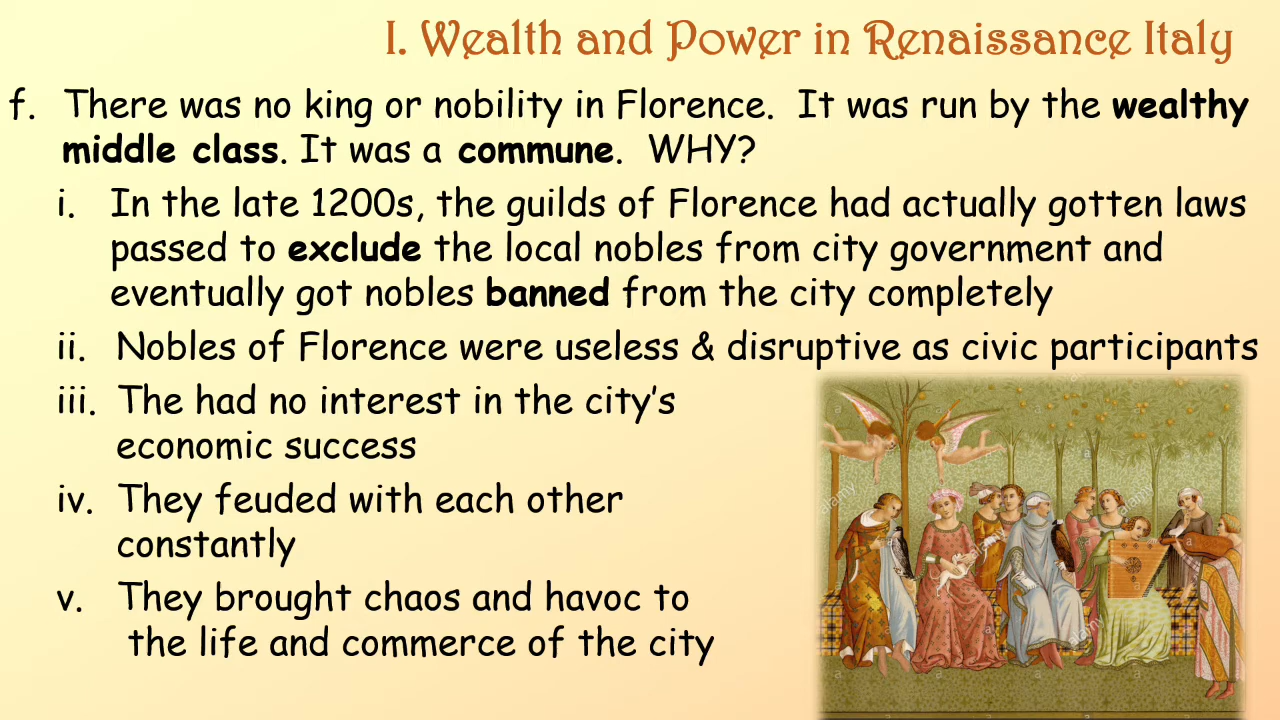 I. Wealth and Power in Renaissance Italy
f. There was no king or nobility in Florence. It was run by the wealthy
middle class. It was a commune. WHY?
i. In the late 1200s, the guilds of Florence had actually gotten laws
passed to exclude the local nobles from city government and
eventually got nobles banned from the city completely
ii. Nobles of Florence were useless & disruptive as civic participants
iii. The had no interest in the city’s
economic success
iv. They feuded with each other
constantly
v. They brought chaos and havoc to
the life and commerce of the city
alamy
alamy
alamy
alamy